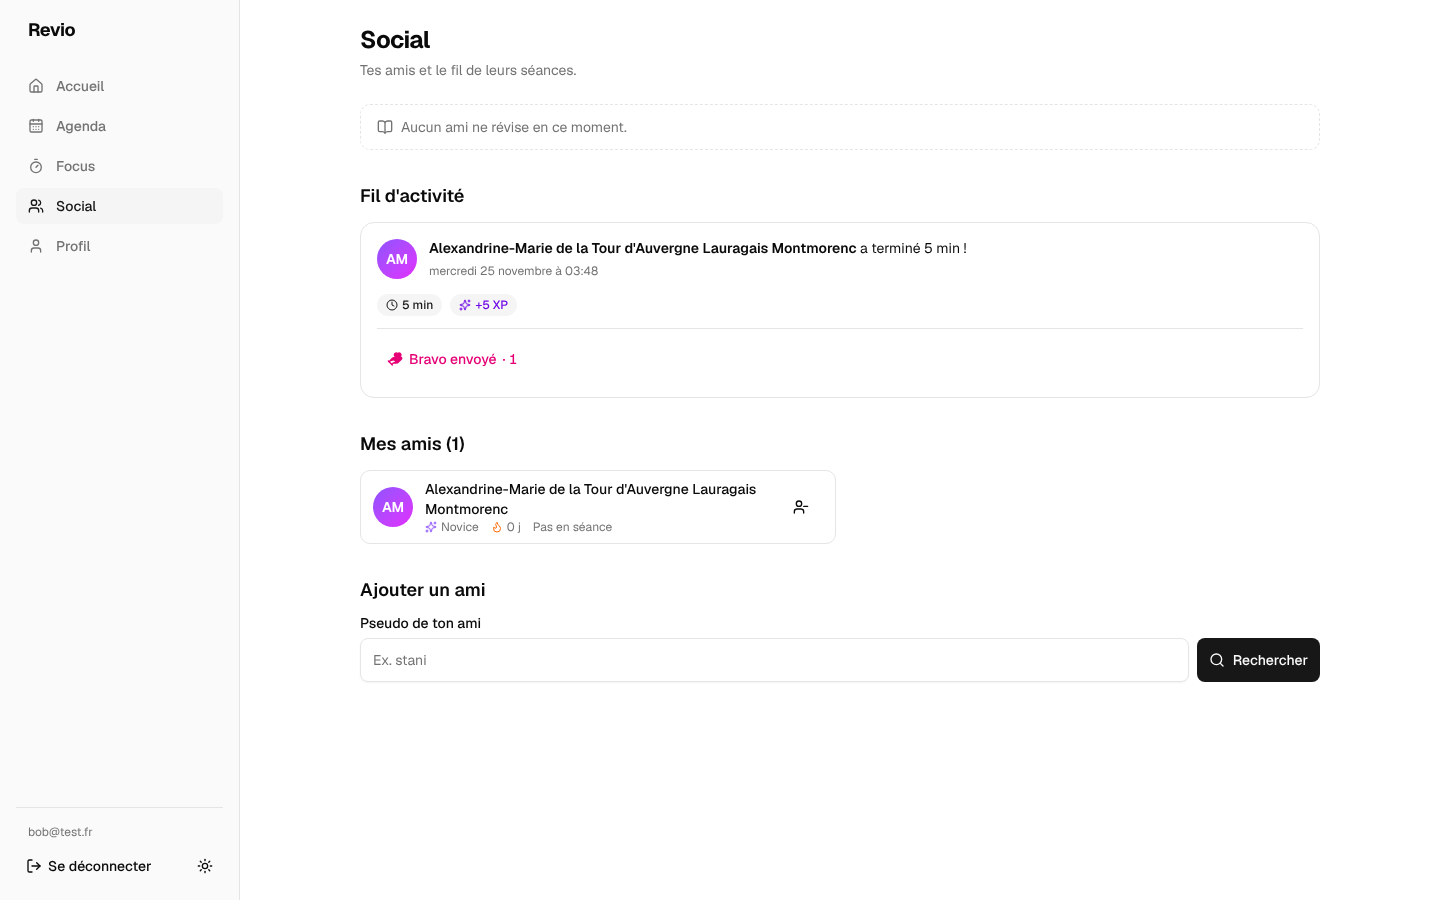 Revio
Accueil
Agenda
Focus
Social
Profil
bob@test.fr
Se déconnecter
Social
Tes amis et le fil de leurs séances.
Aucun ami ne révise en ce moment.
Fil d'activité
AM
Alexandrine-Marie de la Tour d'Auvergne Lauragais Montmorenc a terminé 5 min !
mercredi 25 novembre à 03:48
5 min
+5 XP
Bravo envoyé · 1
Mes amis (1)
AM
Alexandrine-Marie de la Tour d'Auvergne Lauragais
Montmorenc
Novice 0 j Pas en séance
Ajouter un ami
Pseudo de ton ami
Ex. stani
Rechercher